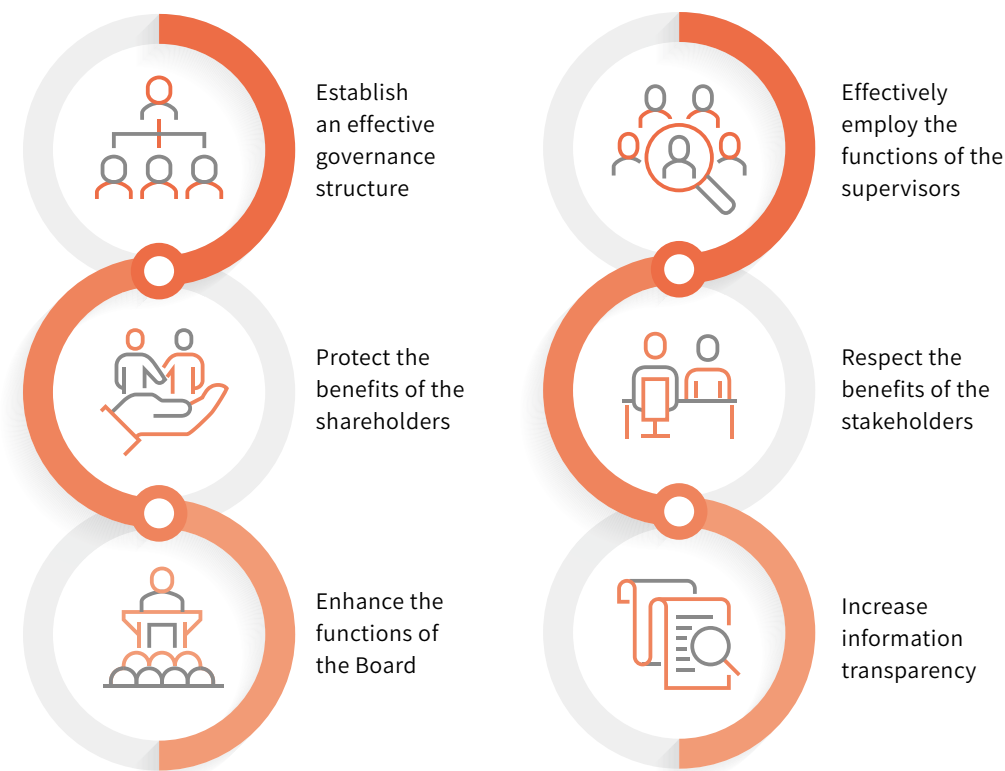 Establish
an effective
governance
structure
Protect the
benefits of the
shareholders
Enhance the
functions of
the Board
Effectively
employ the
functions of the
supervisors
Respect the
benefits of the
stakeholders
Increase
information
transparency